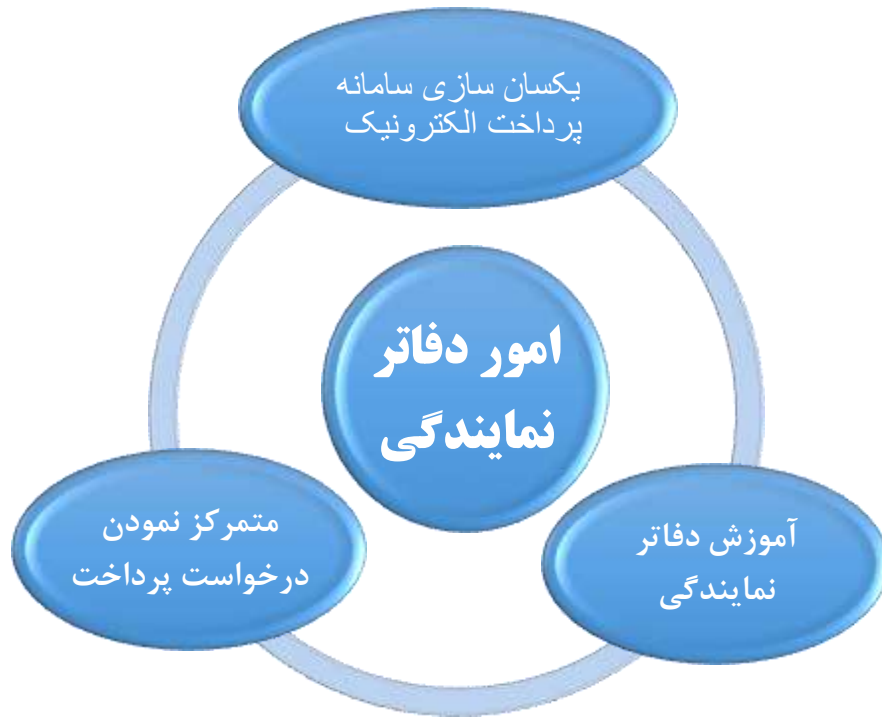 یکسان سازی سامانه
پرداخت الکترونیک
امور دفاتر
نمایندگی
آموزش دفاتر
نمایندگی
متمرکز نمودن
درخواست پرداخت